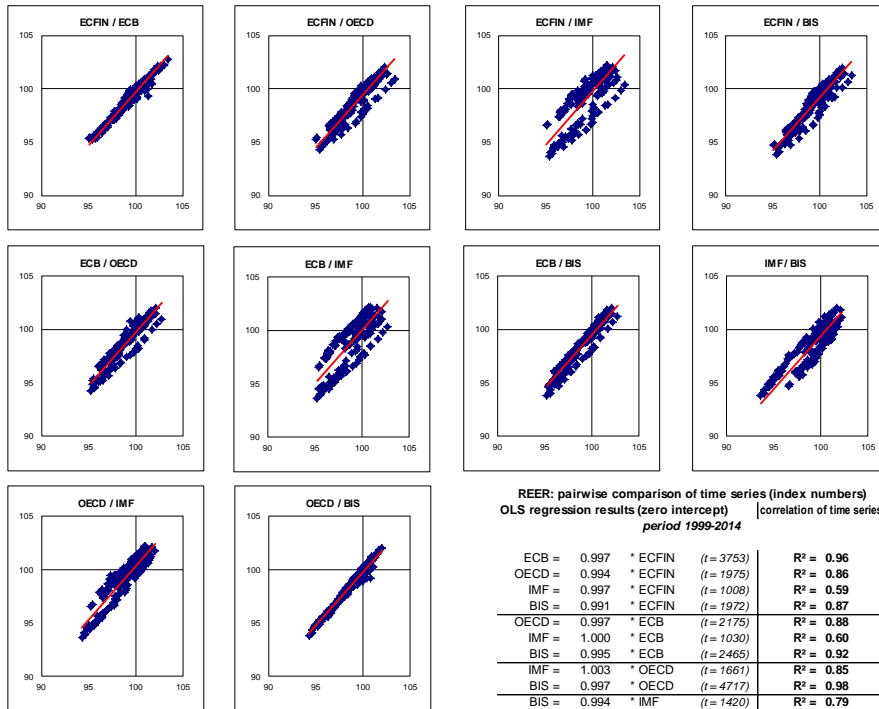 ECFIN / ECB
105
100
95
90
90 95 100 105
ECFIN / OECD
105
100
95
90
90 95 100 105
ECFIN / IMF
105
100
95
90
90 95 100 105
ECFIN / BIS
105
100
95
90
90 95 100 105
ECB / OECD
105
100
95
90
90 95 100 105
ECB / IMF
105
100
95
90
90 95 100 105
ECB / BIS
105
100
95
90
90 95 100 105
IMF/ BIS
105
100
95
90
90 95 100 105
OECD / IMF
105
100
95
90
90 95 100 105
OECD / BIS
105
100
95
90
90 95 100 105
REER: pairwise comparison of time series (index numbers)
OLS regression results (zero intercept) correlation of time series
period 1999-2014
ECB = 0.997 * ECFIN (t = 3753) R² = 0.96
OECD = 0.994 * ECFIN (t = 1975) R² = 0.86
IMF = 0.997 * ECFIN (t = 1008) R² = 0.59
BIS = 0.991 * ECFIN (t = 1972) R² = 0.87
OECD = 0.997 * ECB (t = 2175) R² = 0.88
IMF = 1.000 * ECB (t = 1030) R² = 0.60
BIS = 0.995 * ECB (t = 2465) R² = 0.92
IMF = 1.003 * OECD (t = 1661) R² = 0.85
BIS = 0.997 * OECD (t = 4717) R² = 0.98
BIS = 0.994 * IMF (t = 1420) R² = 0.79